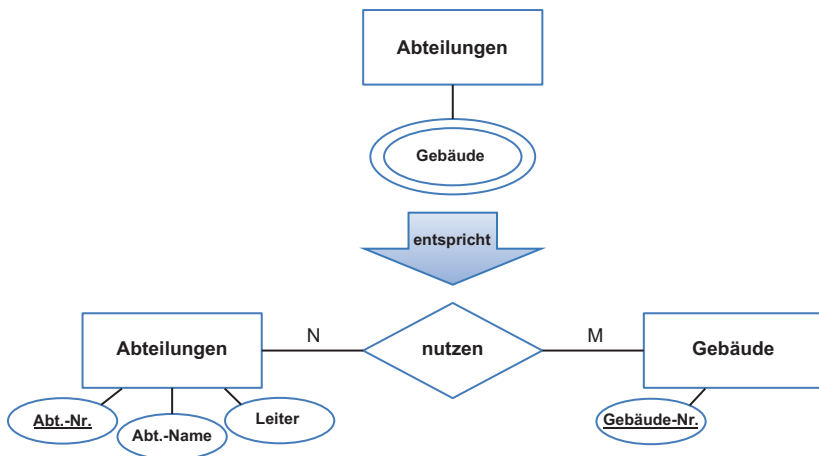 Abteilungen
Gebäude
entspricht
Abteilungen
N
nutzen
M
Gebäude
Abt.-Nr.
Abt.-Name
Leiter
Gebäude-Nr.